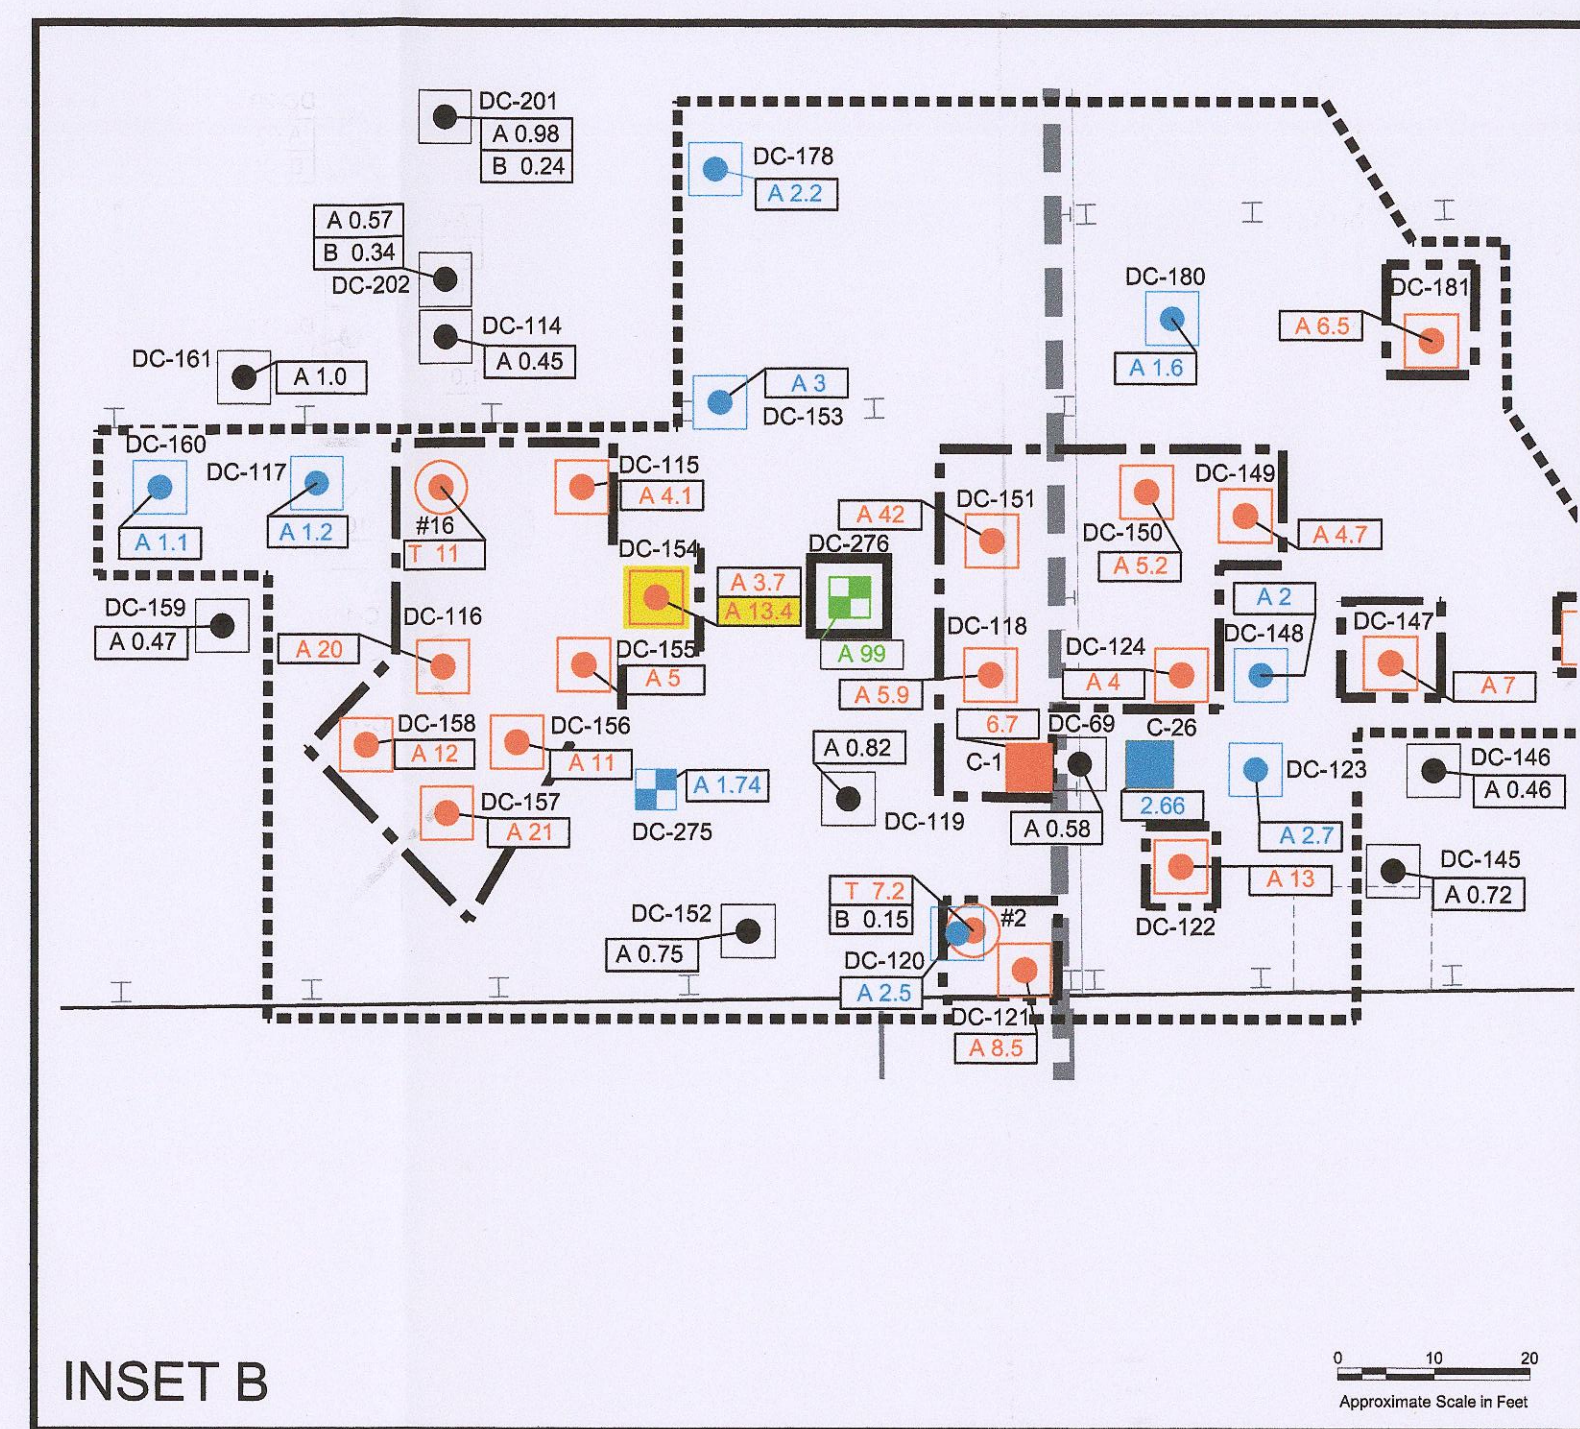 DC-201
A 0.98
B 0.24
DC-178
A 2.2
A 0.57
B 0.34
DC-202
DC-180
A 1.6
DC-181
A 6.5
DC-114
A 0.45
DC-161
A 1.0
A 3
DC-153
DC-160
A 1.1
DC-117
A 1.2
#16
T 11
DC-115
A 4.1
DC-154
A 3.7
A 13.4
DC-276
A 99
A 42
DC-151
DC-150
A 5.2
DC-149
A 4.7
DC-159
A 0.47
DC-116
A 20
DC-155
A 5
DC-118
A 5.9
DC-124
A 4
A 2
DC-148
DC-147
A 7
DC-158
A 12
DC-156
A 11
DC-157
A 21
DC-275
A 1.74
A 0.82
DC-119
6.7
C-1
DC-69
A 0.58
C-26
2.66
DC-123
A 2.7
DC-146
A 0.46
DC-122
A 13
DC-145
A 0.72
DC-152
A 0.75
T 7.2
B 0.15
#2
DC-120
A 2.5
DC-121
A 8.5
INSET B
0 10 20
Approximate Scale in Feet